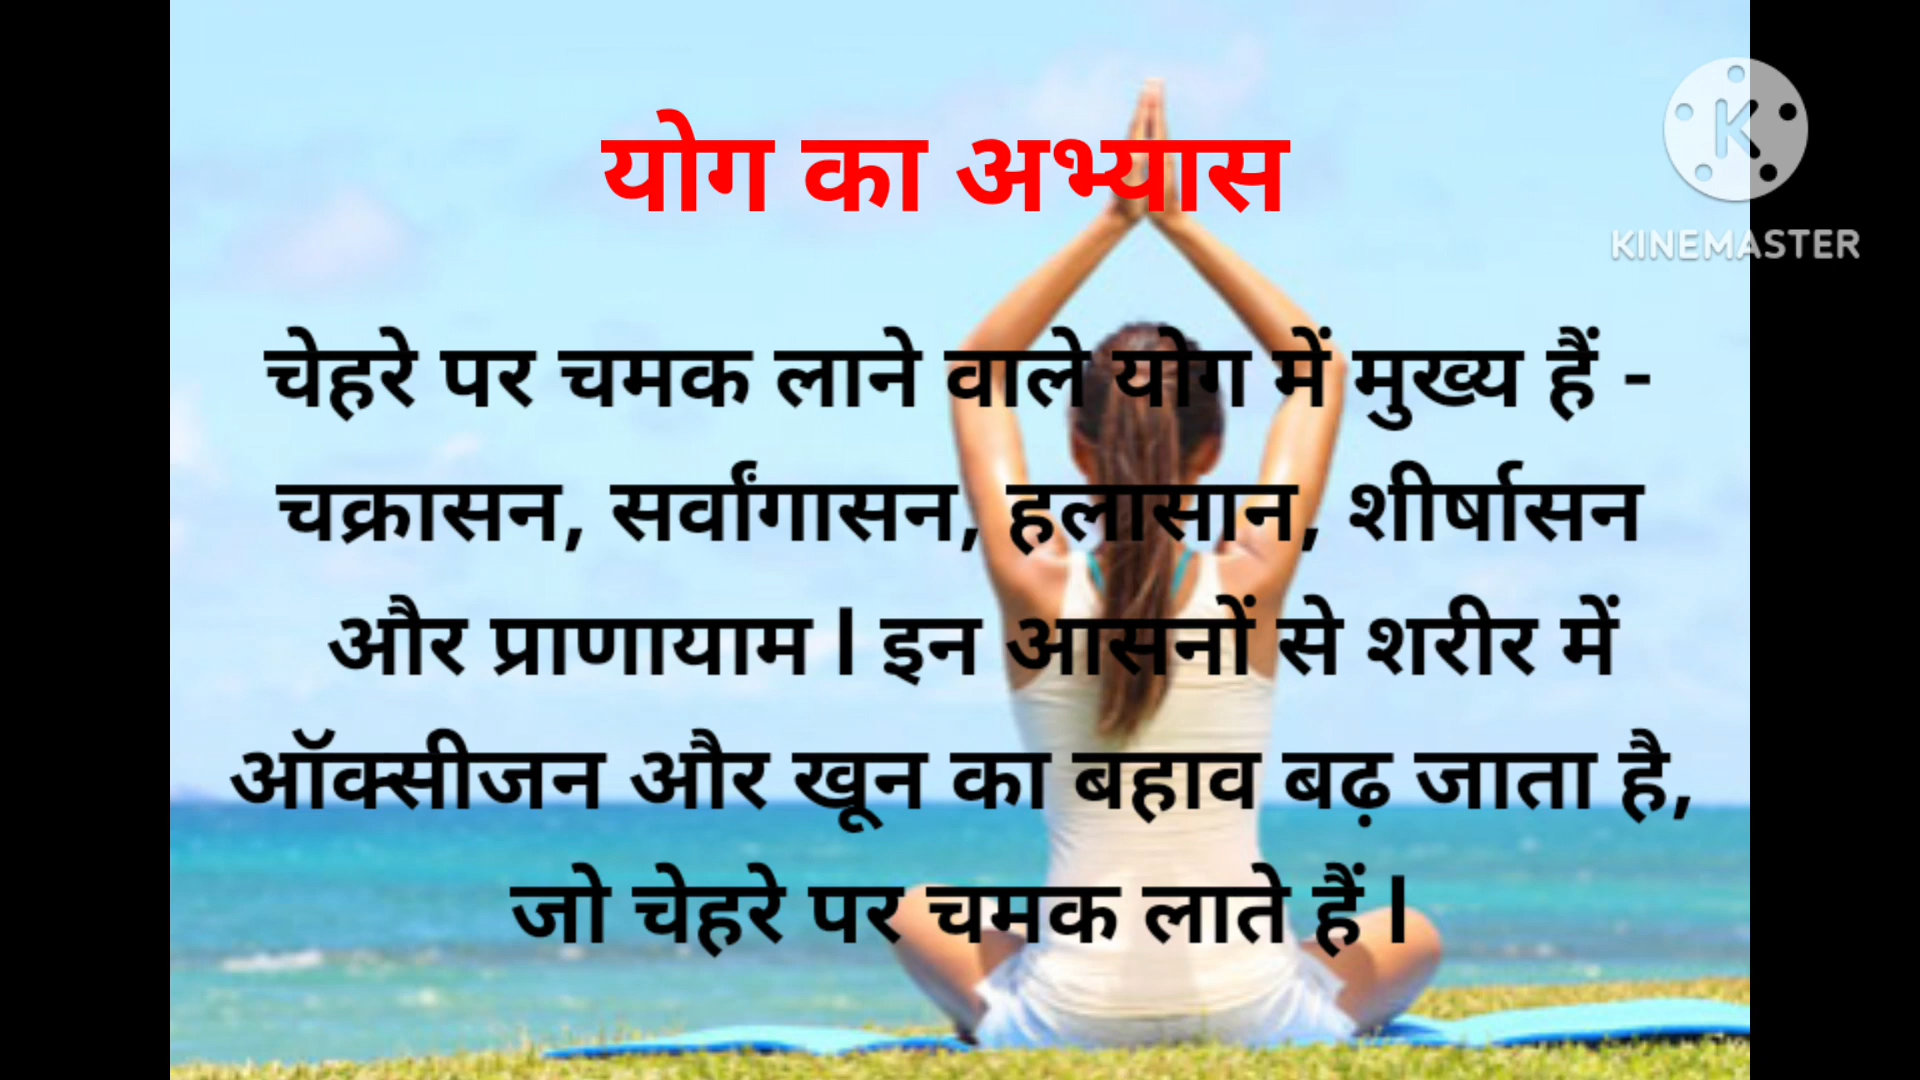 योग का अभ्यास
KINEMASTER
चेहरे पर चमक लाने वाले योग में मुख्य हैं -
चक्रासन, सर्वांगासन, हलासान, शीर्षासन
और प्राणायाम l इन आसनों से शरीर में
ऑक्सीजन और खून का बहाव बढ़ जाता है,
जो चेहरे पर चमक लाते हैं l